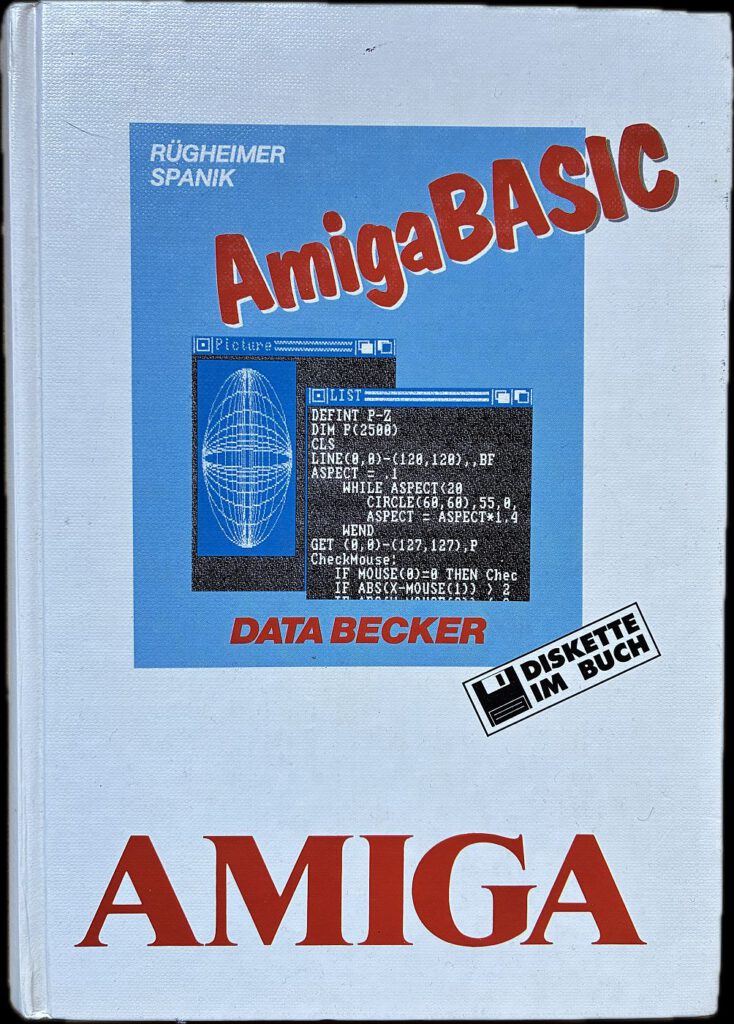 RÜGHEIMER
SPANIK
AmigaBASIC
Picture
LIST
DEFINT P-Z
DIM P(2500)
CLS
LINE(0,0)-(120,120),,BF
ASPECT = .1
WHILE ASPECT<20
CIRCLE(60,60),55,0,
ASPECT = ASPECT*1.4
WEND
GET (0,0)-(127,127),P
CheckMouse:
IF MOUSE(0)=0 THEN Chec
IF ABS(X-MOUSE(1)) > 2
DATA BECKER
DISKETTE
IM BUCH
AMIGA